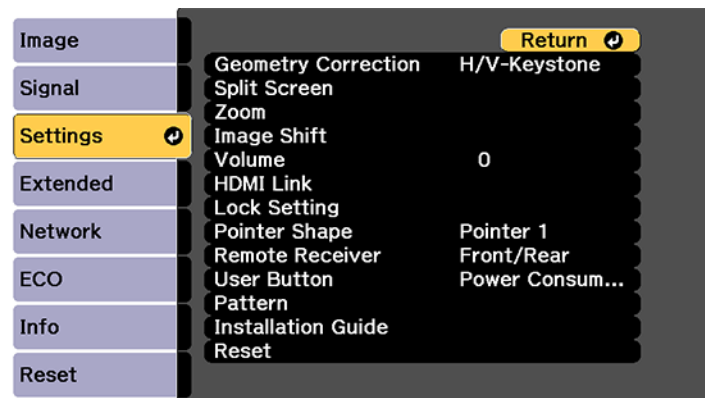 Image
Signal
Settings
Extended
Network
ECO
Info
Reset
Return
Geometry Correction H/V-Keystone
Split Screen
Zoom
Image Shift
Volume 0
HDMI Link
Lock Setting
Pointer Shape Pointer 1
Remote Receiver Front/Rear
User Button Power Consum...
Pattern
Installation Guide
Reset